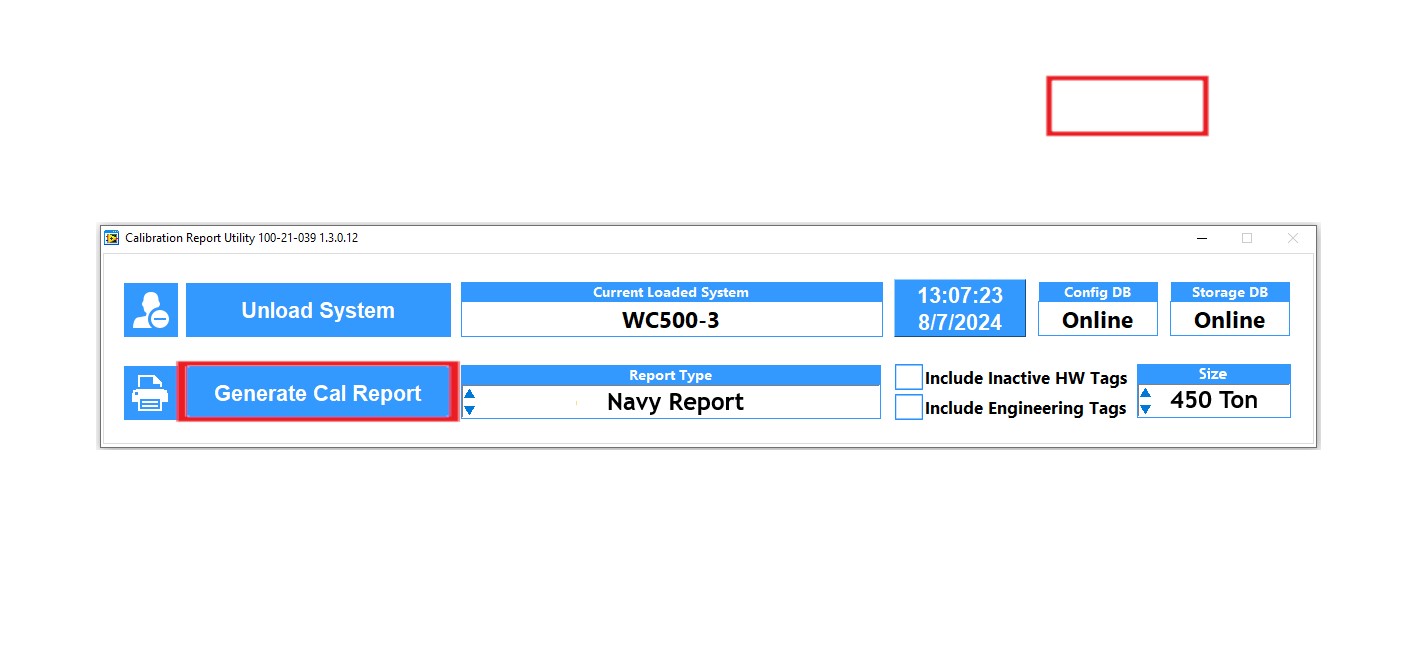 Calibration Report Utility 100-21-039 1.3.0.12
Unload System
Current Loaded System
WC500-3
13:07:23
8/7/2024
Config DB
Online
Storage DB
Online
Generate Cal Report
Report Type
Navy Report
Include Inactive HW Tags
Include Engineering Tags
Size
450 Ton